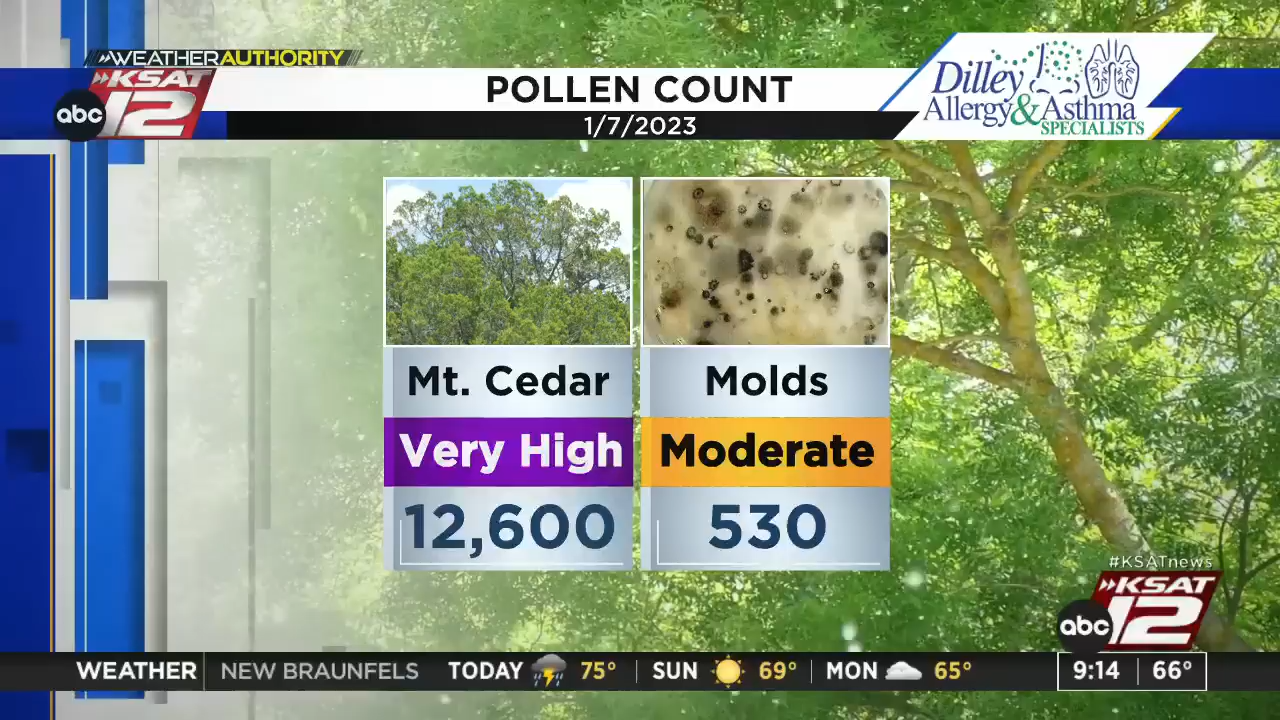 WEATHERAUTHORITY
KSAT
abc 12
POLLEN COUNT
1/7/2023
Dilley
Allergy&Asthma
SPECIALISTS
Mt. Cedar
Molds
Very High
Moderate
12,600
530
#KSATnews
KSAT
abc 12
WEATHER NEW BRAUNFELS TODAY 75° SUN 69° MON 65° 9:14 66°